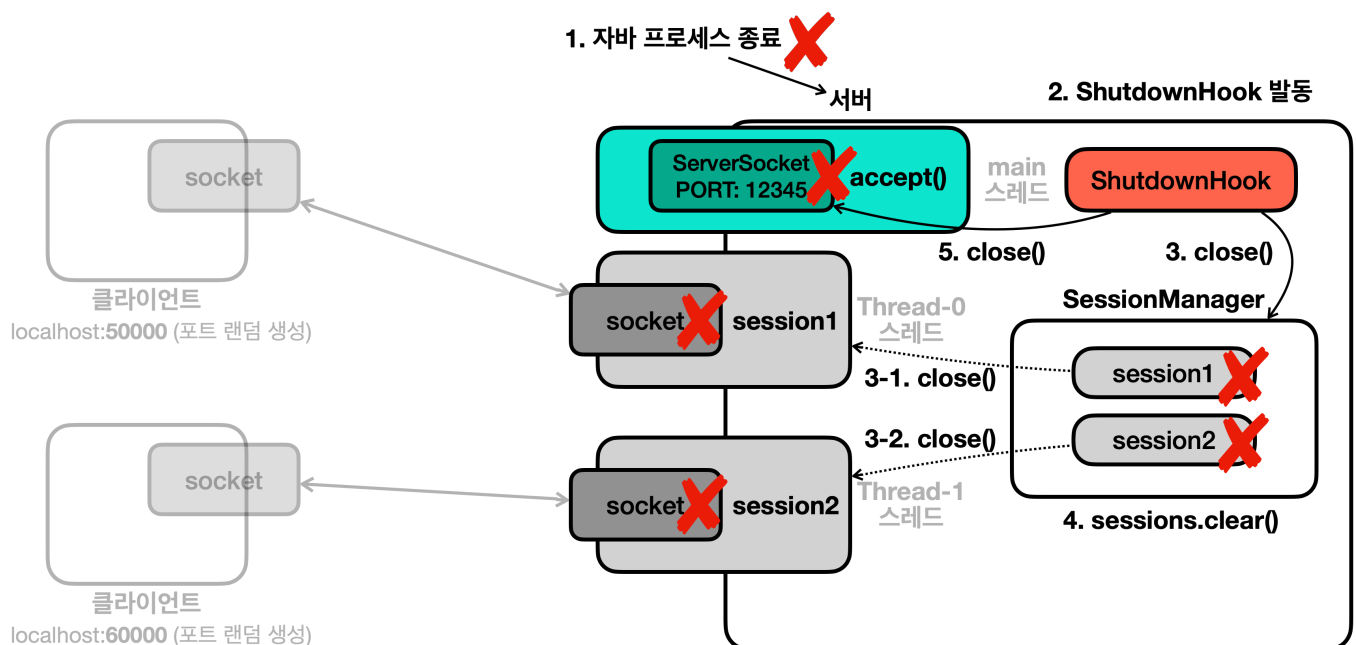 1. 자바 프로세스 종료
서버
2. ShutdownHook 발동
socket
클라이언트
localhost:50000 (포트 랜덤 생성)
ServerSocket
PORT: 12345
accept()
main
스레드
ShutdownHook
5. close()
3. close()
socket
session1
Thread-0
스레드
3-1. close()
SessionManager
session1
session2
4. sessions.clear()
socket
클라이언트
localhost:60000 (포트 랜덤 생성)
3-2. close()
socket
session2
Thread-1
스레드